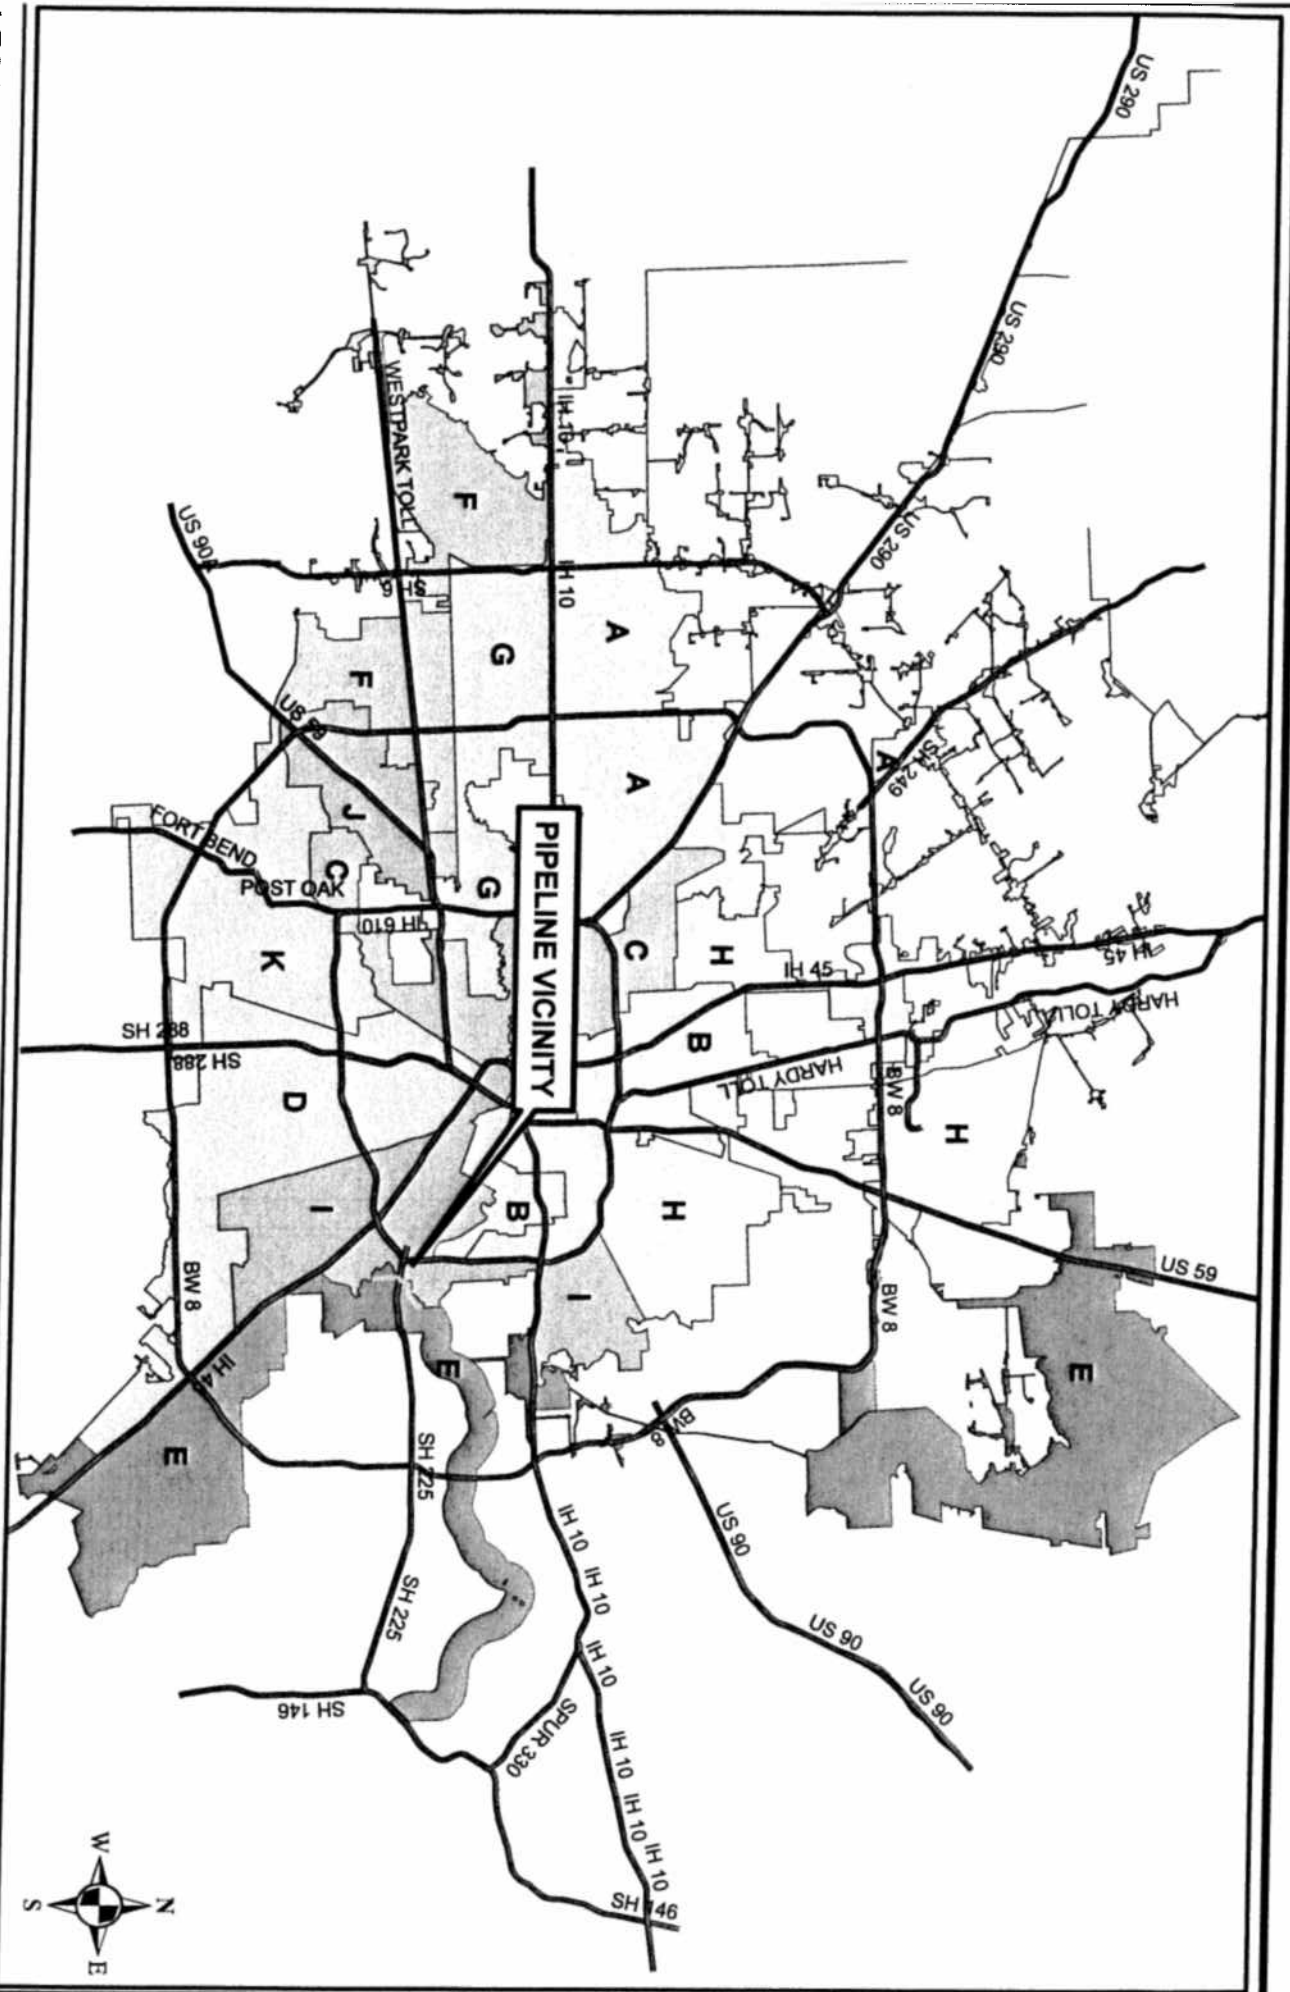 US 290
US 59
HARDY TOLL
IH 45
E
US 290
H
US 90
SH 249
US 290
A
BW 8
BW 8
US 90
IH 45
HARDY TOLL
US 90
H
B
H
BW 8
IH 10
SH 146
A
C
IH 10
A
IH 10
IH 10
IH 10
I
IH 10
IH 10
IH 10
PIPELINE VICINITY
SPUR 330
B
G
G
F
E
SH 225
WESTPARK TOLL
SH 6
SH 225
IH 610
F
J
C
I
SH 146
US 59
POST OAK
D
K
FORT BEND
US 90
BW 8
SH 288
SH 288
E
N
W
E
S